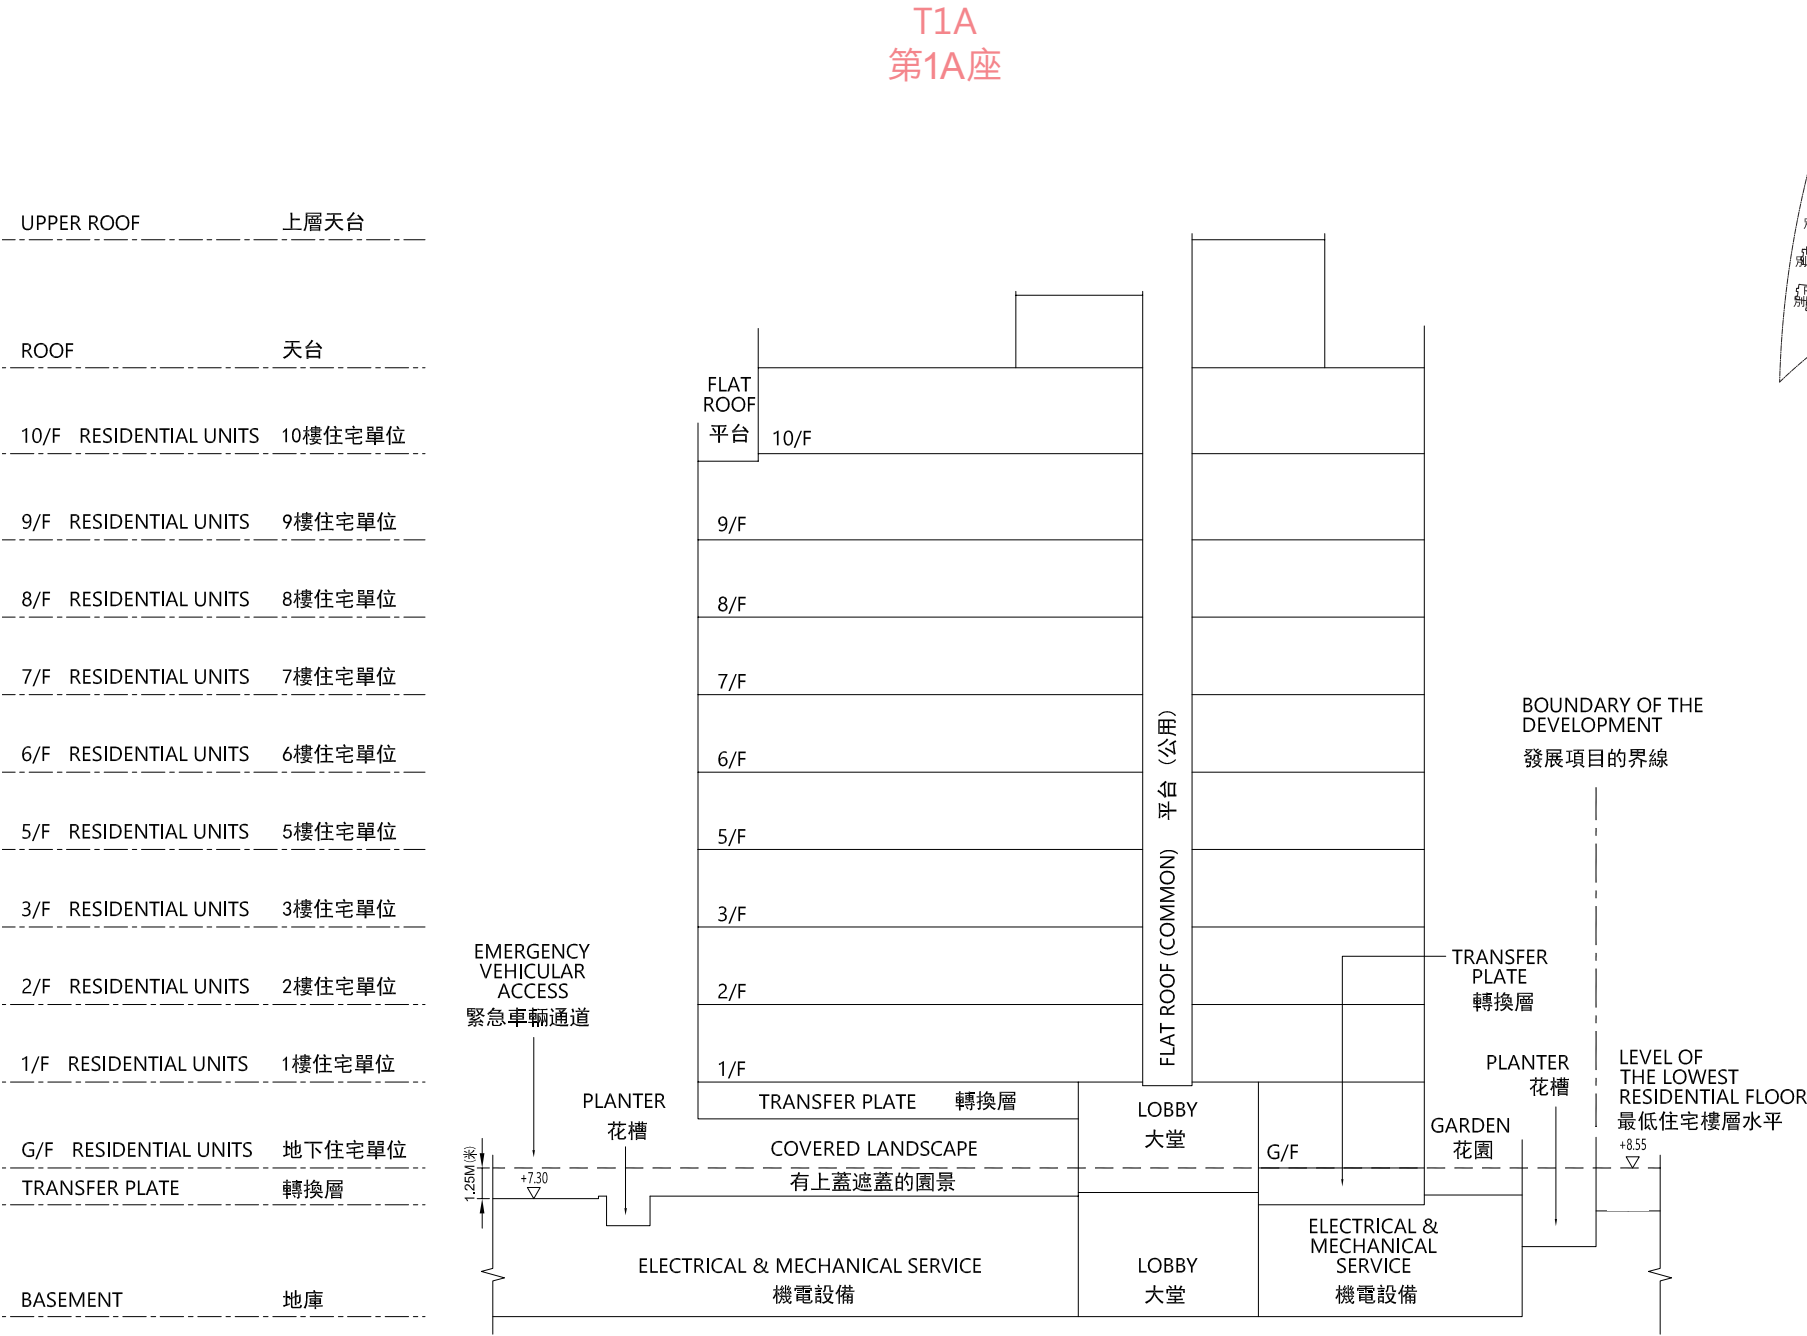 T1A
第1A座
UPPER ROOF 上層天台
ROOF 天台
10/F RESIDENTIAL UNITS 10樓住宅單位
9/F RESIDENTIAL UNITS 9樓住宅單位
8/F RESIDENTIAL UNITS 8樓住宅單位
7/F RESIDENTIAL UNITS 7樓住宅單位
6/F RESIDENTIAL UNITS 6樓住宅單位
5/F RESIDENTIAL UNITS 5樓住宅單位
3/F RESIDENTIAL UNITS 3樓住宅單位
2/F RESIDENTIAL UNITS 2樓住宅單位
1/F RESIDENTIAL UNITS 1樓住宅單位
G/F RESIDENTIAL UNITS 地下住宅單位
TRANSFER PLATE 轉換層
BASEMENT 地庫
EMERGENCY
VEHICULAR
ACCESS
緊急車輛通道
PLANTER
花槽
1.25M(米)
+7.30
FLAT
ROOF
平台
10/F
9/F
8/F
7/F
6/F
5/F
3/F
2/F
1/F
FLAT ROOF (COMMON) 平台（公用）
TRANSFER PLATE 轉換層
COVERED LANDSCAPE
有上蓋遮蓋的園景
ELECTRICAL & MECHANICAL SERVICE
機電設備
LOBBY
大堂
LOBBY
大堂
G/F
ELECTRICAL &
MECHANICAL
SERVICE
機電設備
TRANSFER
PLATE
轉換層
GARDEN
花園
PLANTER
花槽
BOUNDARY OF THE
DEVELOPMENT
發展項目的界線
LEVEL OF
THE LOWEST
RESIDENTIAL FLOOR
最低住宅樓層水平
+8.55